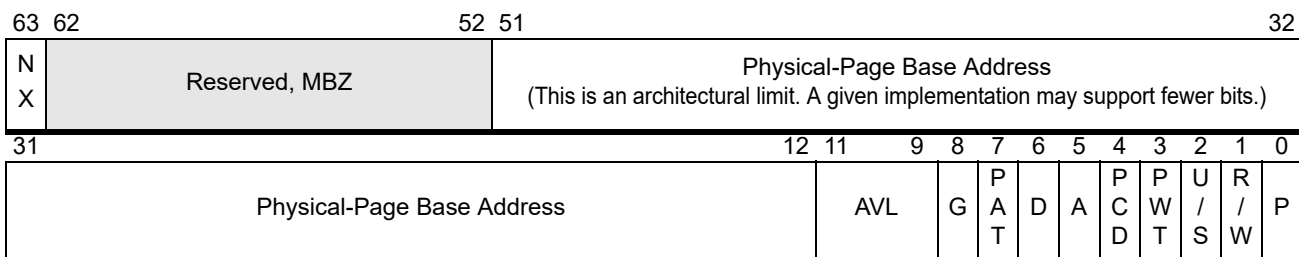 63 62 52 51 32
N
X
Reserved, MBZ
Physical-Page Base Address
(This is an architectural limit. A given implementation may support fewer bits.)
31 12 11 9 8 7 6 5 4 3 2 1 0
Physical-Page Base Address
AVL
G
P
A
T
D
A
P
C
D
P
W
T
U
/
S
R
/
W
P